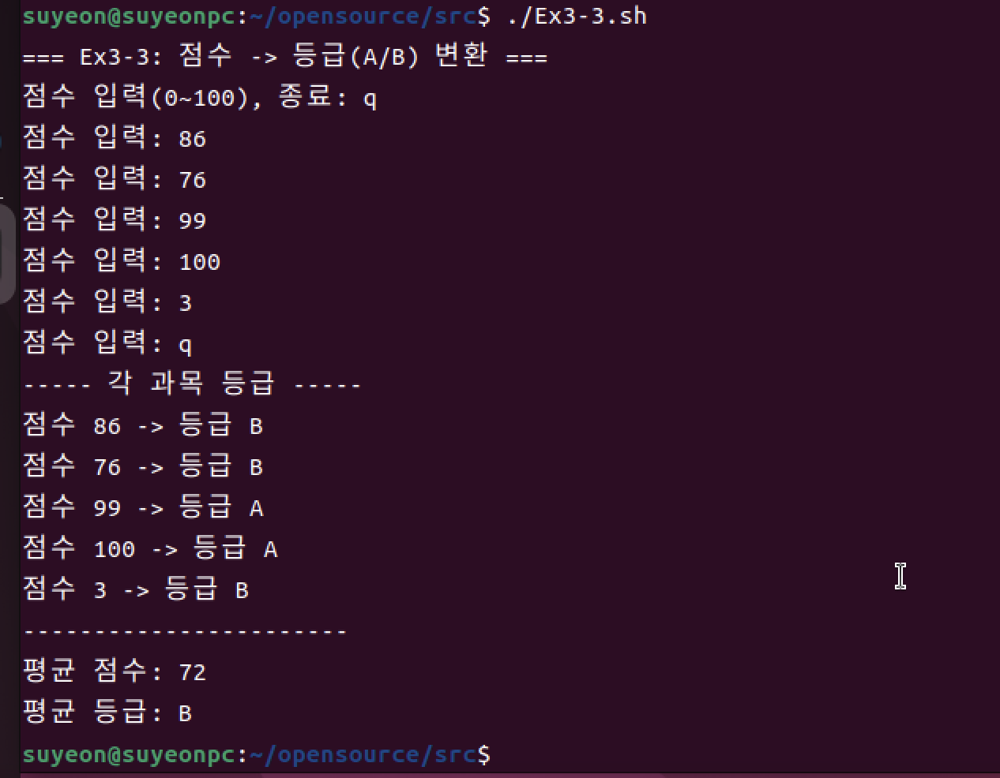 suyeon@suyeonpc:~/opensource/src$ ./Ex3-3.sh
=== Ex3-3: 점수 -> 등급(A/B) 변환 ===
점수 입력(0~100), 종료: q
점수 입력: 86
점수 입력: 76
점수 입력: 99
점수 입력: 100
점수 입력: 3
점수 입력: q
----- 각 과목 등급 -----
점수 86 -> 등급 B
점수 76 -> 등급 B
점수 99 -> 등급 A
점수 100 -> 등급 A
점수 3 -> 등급 B
-----------------------
평균 점수: 72
평균 등급: B
suyeon@suyeonpc:~/opensource/src$